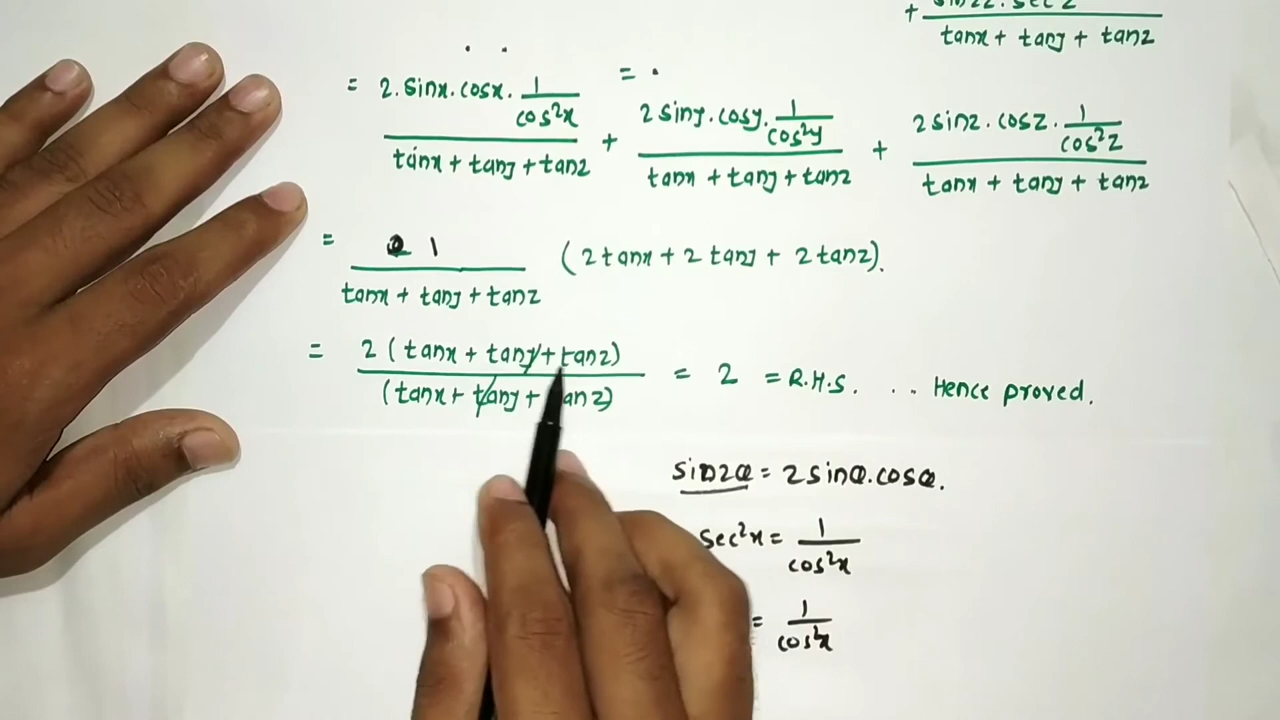 + sin2z.sec²z / tanx + tany + tanz
= 2.sinx.cosx. 1/cos²x / tanx + tany + tanz + = 2siny.cosy. 1/cos²y / tanx + tany + tanz + 2sinz.cosz. 1/cos²z / tanx + tany + tanz
= 1 / tanx + tany + tanz (2tanx + 2tany + 2tanz).
= 2(tanx + tany + tanz) / (tanx + tany + tanz) = 2 = R.H.S. .. Hence proved.
sin2θ = 2sinθ.cosθ.
sec²x = 1/cos²x
= 1/cos²x